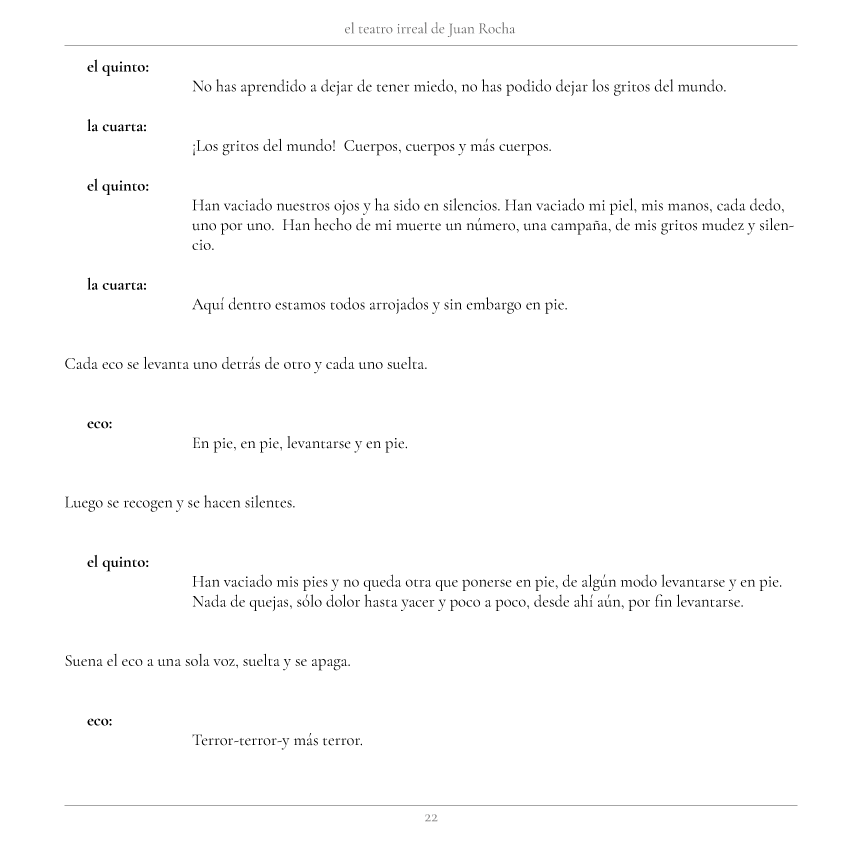 el teatro irreal de Juan Rocha
el quinto:
No has aprendido a dejar de tener miedo, no has podido dejar los gritos del mundo.
la cuarta:
¡Los gritos del mundo!  Cuerpos, cuerpos y más cuerpos.
el quinto:
Han vaciado nuestros ojos y ha sido en silencios. Han vaciado mi piel, mis manos, cada dedo,
uno por uno.  Han hecho de mi muerte un número, una campaña, de mis gritos mudez y silen-
cio.
la cuarta:
Aquí dentro estamos todos arrojados y sin embargo en pie.
Cada eco se levanta uno detrás de otro y cada uno suelta.
eco:
En pie, en pie, levantarse y en pie.
Luego se recogen y se hacen silentes.
el quinto:
Han vaciado mis pies y no queda otra que ponerse en pie, de algún modo levantarse y en pie.
Nada de quejas, sólo dolor hasta yacer y poco a poco, desde ahí aún, por fin levantarse.
Suena el eco a una sola voz, suelta y se apaga.
eco:
Terror-terror-y más terror.
22